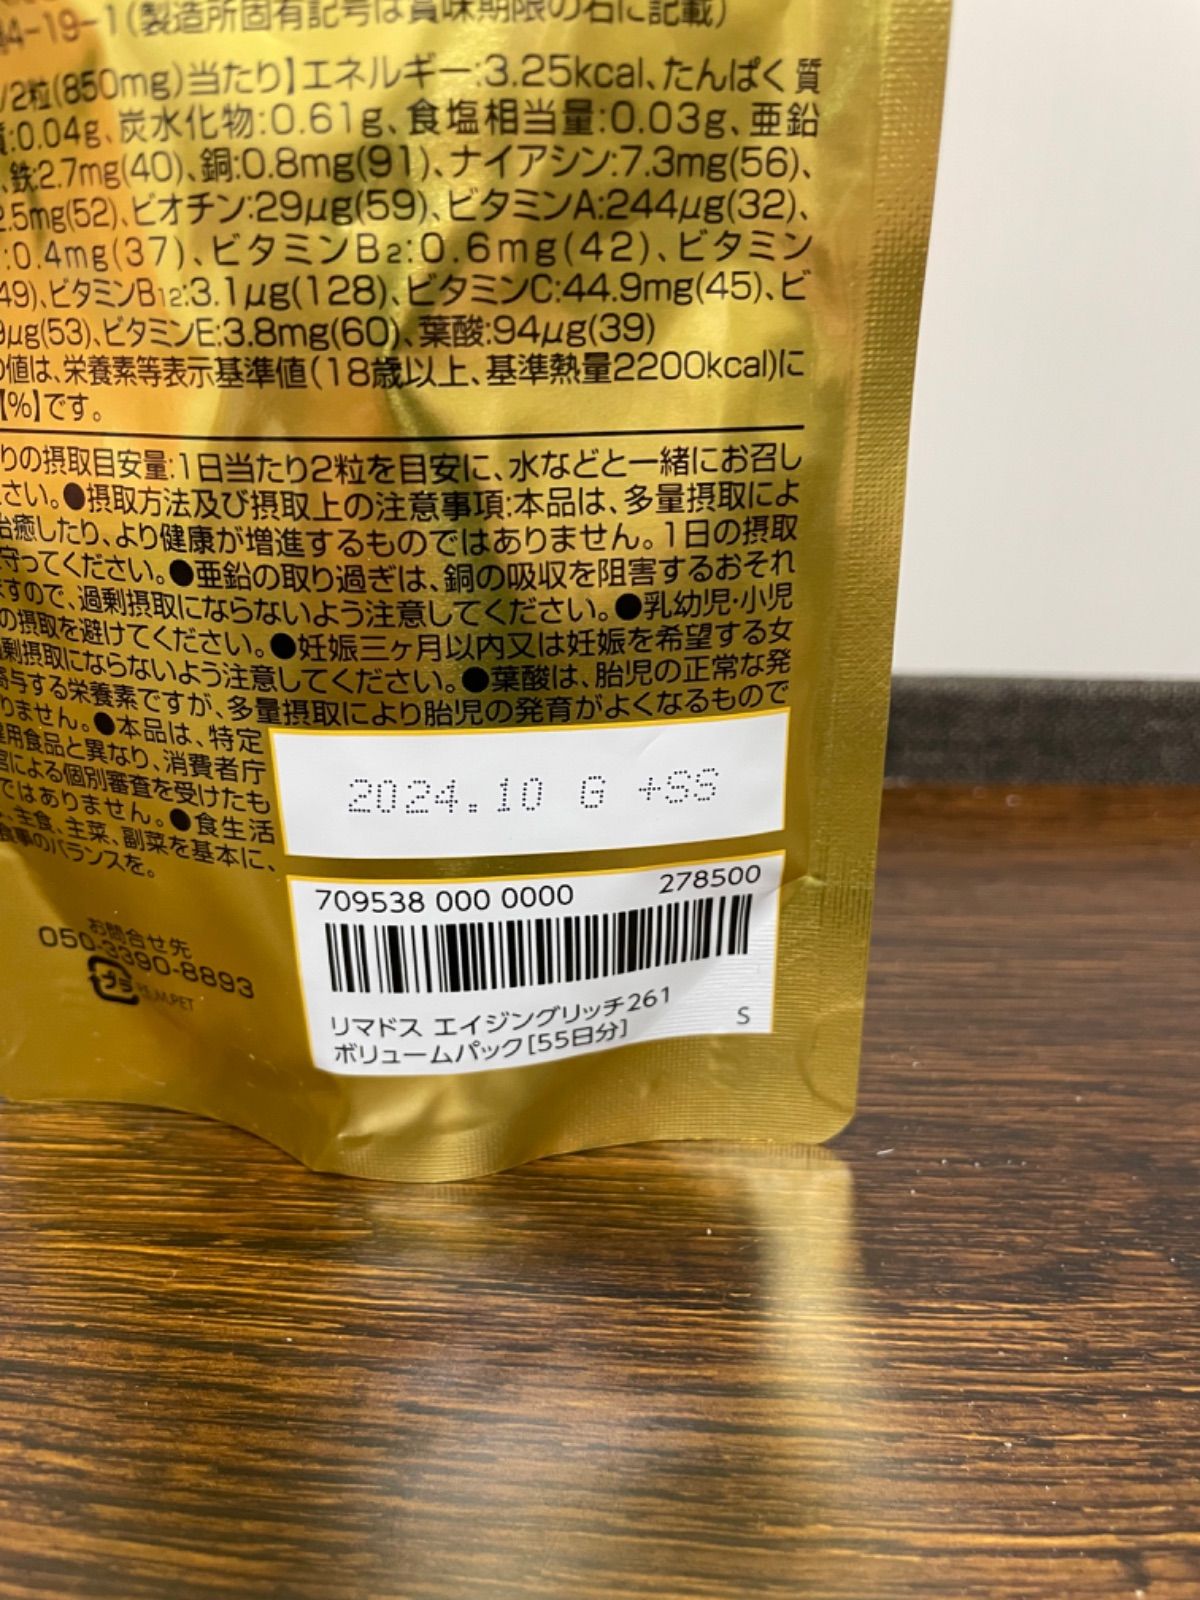 44-19-1(製造所固有記号は賞味期限の右に記載)
/2粒(850mg)当たり】エネルギー:3.25kcal、たんぱく質
:0.04g、炭水化物:0.61g、食塩相当量:0.03g、亜鉛
、鉄:2.7mg(40)、銅:0.8mg(91)、ナイアシン:7.3mg(56)、
2.5mg(52)、ビオチン:29μg(59)、ビタミンA:244μg(32)、
:0.4mg(37)、ビタミンB2:0.6mg(42)、ビタミン
49)、ビタミンB12:3.1μg(128)、ビタミンC:44.9mg(45)、ビ
μg(53)、ビタミンE:3.8mg(60)、葉酸:94μg(39)
の値は、栄養素等表示基準値(18歳以上、基準熱量2200kcal)に
【%】です。
りの摂取目安量:1日当たり2粒を目安に、水などと一緒にお召し
さい。●摂取方法及び摂取上の注意事項:本品は、多量摂取によ
治癒したり、より健康が増進するものではありません。1日の摂取
守ってください。●亜鉛の取り過ぎは、銅の吸収を阻害するおそれ
ますので、過剰摂取にならないよう注意してください。●乳幼児・小児
の摂取を避けてください。●妊娠三ヶ月以内又は妊娠を希望する女
過剰摂取にならないよう注意してください。●葉酸は、胎児の正常な発
寄与する栄養素ですが、多量摂取により胎児の発育がよくなるもので
りません。●本品は、特定
健用食品と異なり、消費者庁
官による個別審査を受けたも
ではありません。●食生活
、主食、主菜、副菜を基本に、
食事のバランスを。
2024.10 G +SS
709538 000 0000 278500
リマドス エイジングリッチ261
ボリュームパック[55日分] S
お問合せ先
050-3390-8893
プラ PE,M,PET